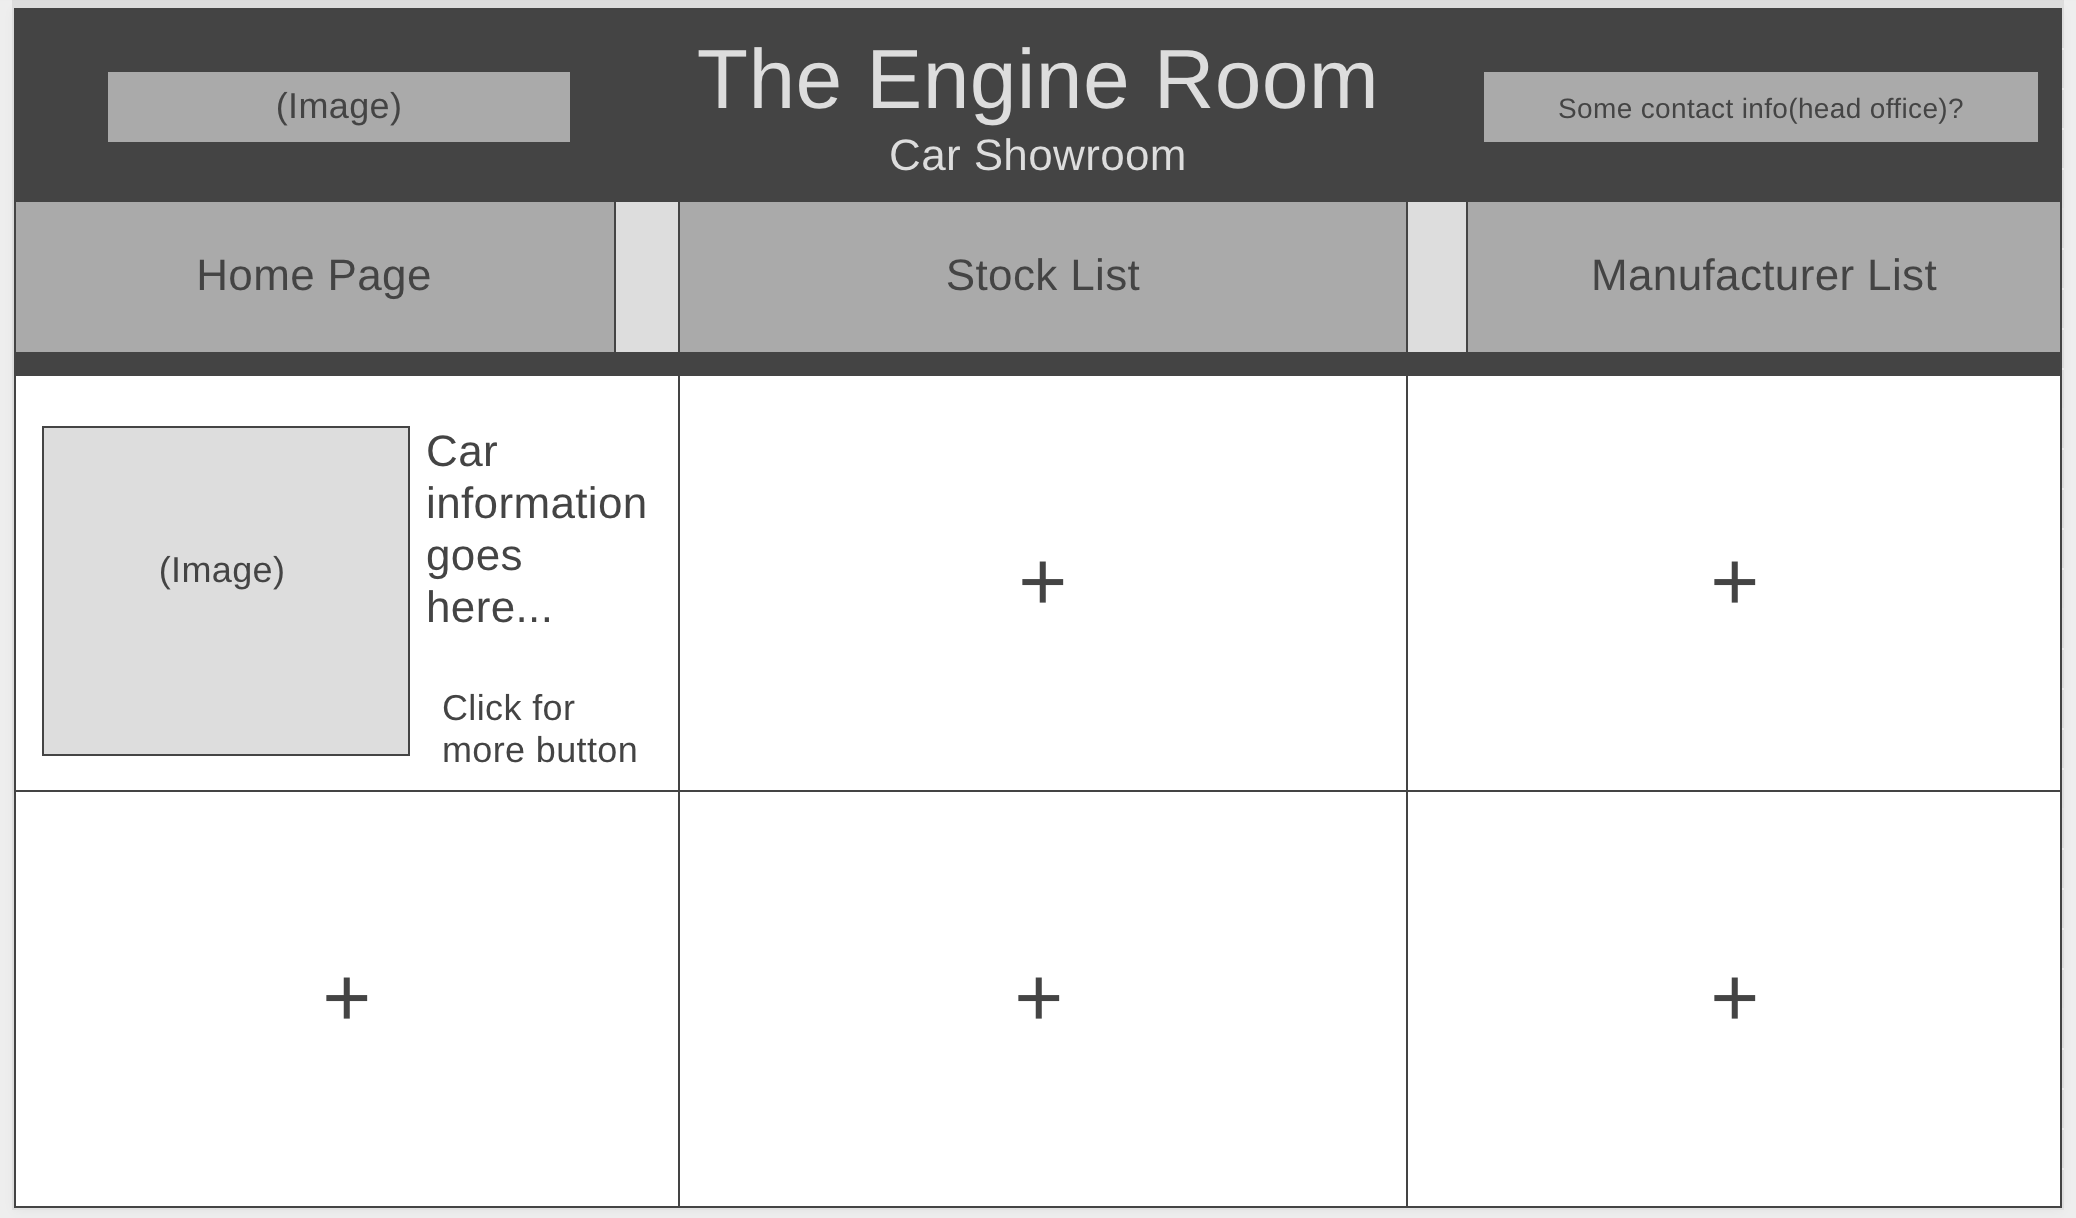 (Image)
The Engine Room
Car Showroom
Some contact info(head office)?
Home Page
Stock List
Manufacturer List
(Image)
Car
information
goes
here...
Click for
more button
+
+
+
+
+